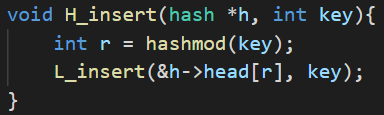 void H_insert(hash *h, int key){
    int r = hashmod(key);
    L_insert(&h->head[r], key);
}